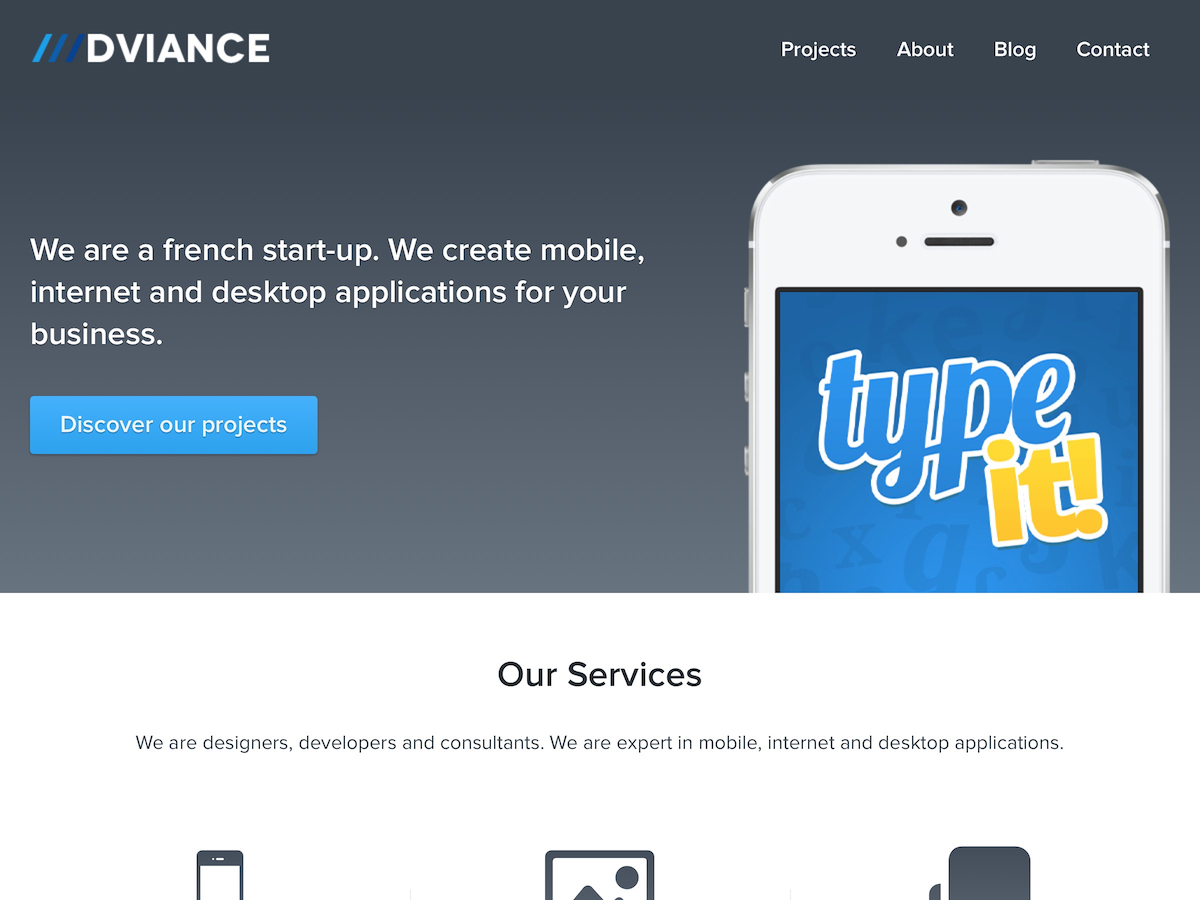 ///DVIANCE
Projects About Blog Contact
We are a french start-up. We create mobile,
internet and desktop applications for your
business.
Discover our projects
type
it!
Our Services
We are designers, developers and consultants. We are expert in mobile, internet and desktop applications.